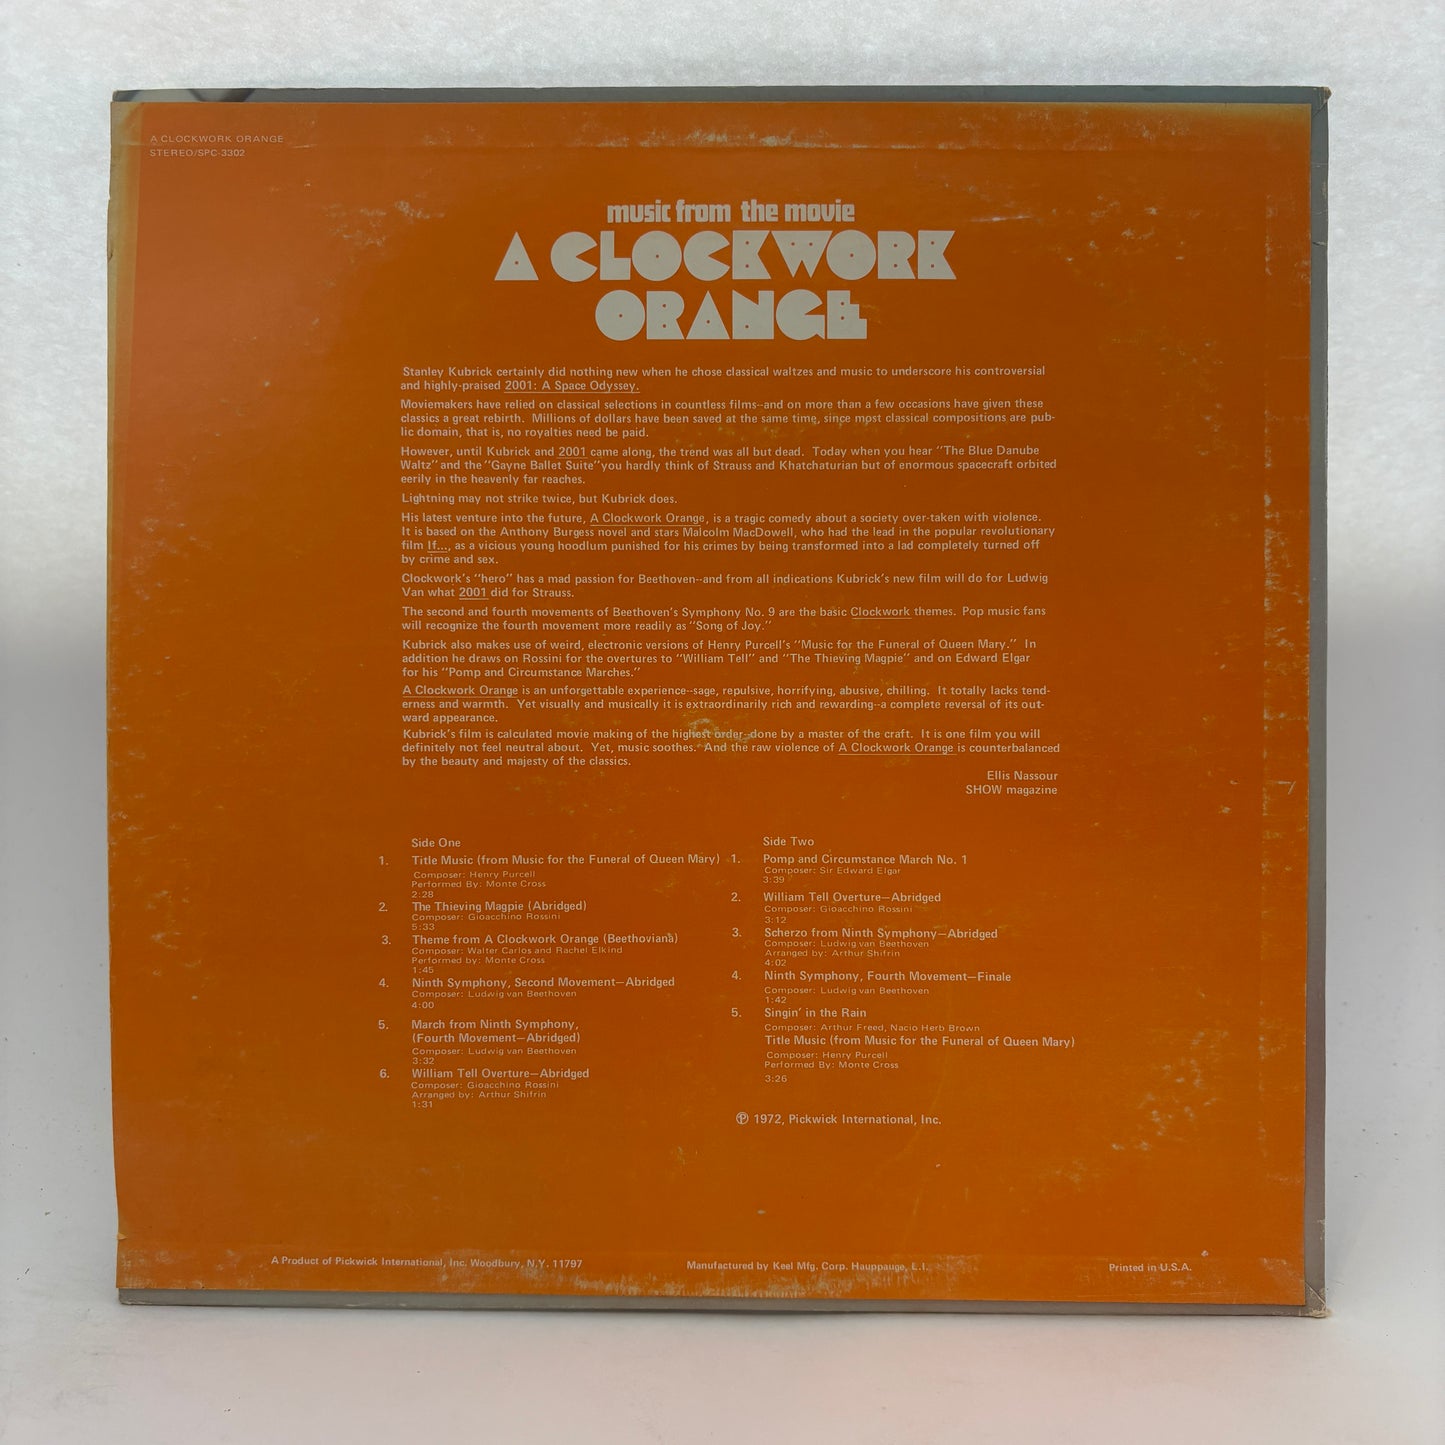 A CLOCKWORK ORANGE
STEREO/SPC-3302
music from the movie
A CLOCKWORK
ORANGE
Stanley Kubrick certainly did nothing new when he chose classical waltzes and music to underscore his controversial
and highly-praised 2001: A Space Odyssey.
Moviemakers have relied on classical selections in countless films--and on more than a few occasions have given these
classics a great rebirth. Millions of dollars have been saved at the same time, since most classical compositions are pub-
lic domain, that is, no royalties need be paid.
However, until Kubrick and 2001 came along, the trend was all but dead. Today when you hear "The Blue Danube
Waltz" and the "Gayne Ballet Suite" you hardly think of Strauss and Khatchaturian but of enormous spacecraft orbited
eerily in the heavenly far reaches.
Lightning may not strike twice, but Kubrick does.
His latest venture into the future, A Clockwork Orange, is a tragic comedy about a society over-taken with violence.
It is based on the Anthony Burgess novel and stars Malcolm MacDowell, who had the lead in the popular revolutionary
film If..., as a vicious young hoodlum punished for his crimes by being transformed into a lad completely turned off
by crime and sex.
Clockwork's "hero" has a mad passion for Beethoven--and from all indications Kubrick's new film will do for Ludwig
Van what 2001 did for Strauss.
The second and fourth movements of Beethoven's Symphony No. 9 are the basic Clockwork themes. Pop music fans
will recognize the fourth movement more readily as "Song of Joy."
Kubrick also makes use of weird, electronic versions of Henry Purcell's "Music for the Funeral of Queen Mary." In
addition he draws on Rossini for the overtures to "William Tell" and "The Thieving Magpie" and on Edward Elgar
for his "Pomp and Circumstance Marches."
A Clockwork Orange is an unforgettable experience--sage, repulsive, horrifying, abusive, chilling. It totally lacks tend-
erness and warmth. Yet visually and musically it is extraordinarily rich and rewarding--a complete reversal of its out-
ward appearance.
Kubrick's film is calculated movie making of the highest order--done by a master of the craft. It is one film you will
definitely not feel neutral about. Yet, music soothes. And the raw violence of A Clockwork Orange is counterbalanced
by the beauty and majesty of the classics.
Ellis Nassour
SHOW magazine
Side One
1. Title Music (from Music for the Funeral of Queen Mary)
Composer: Henry Purcell
Performed By: Monte Cross
2:28
2. The Thieving Magpie (Abridged)
Composer: Gioacchino Rossini
5:33
3. Theme from A Clockwork Orange (Beethoviana)
Composer: Walter Carlos and Rachel Elkind
Performed by: Monte Cross
1:45
4. Ninth Symphony, Second Movement—Abridged
Composer: Ludwig van Beethoven
4:00
5. March from Ninth Symphony,
(Fourth Movement—Abridged)
Composer: Ludwig van Beethoven
3:32
6. William Tell Overture—Abridged
Composer: Gioacchino Rossini
Arranged by: Arthur Shifrin
1:31
Side Two
1. Pomp and Circumstance March No. 1
Composer: Sir Edward Elgar
3:39
2. William Tell Overture—Abridged
Composer: Gioacchino Rossini
3:12
3. Scherzo from Ninth Symphony—Abridged
Composer: Ludwig van Beethoven
Arranged by: Arthur Shifrin
4:02
4. Ninth Symphony, Fourth Movement—Finale
Composer: Ludwig van Beethoven
1:42
5. Singin' in the Rain
Composer: Arthur Freed, Nacio Herb Brown
Title Music (from Music for the Funeral of Queen Mary)
Composer: Henry Purcell
Performed By: Monte Cross
3:26
℗ 1972, Pickwick International, Inc.
A Product of Pickwick International, Inc. Woodbury, N.Y. 11797
Manufactured by Keel Mfg. Corp. Hauppauge, L.I.
Printed in U.S.A.